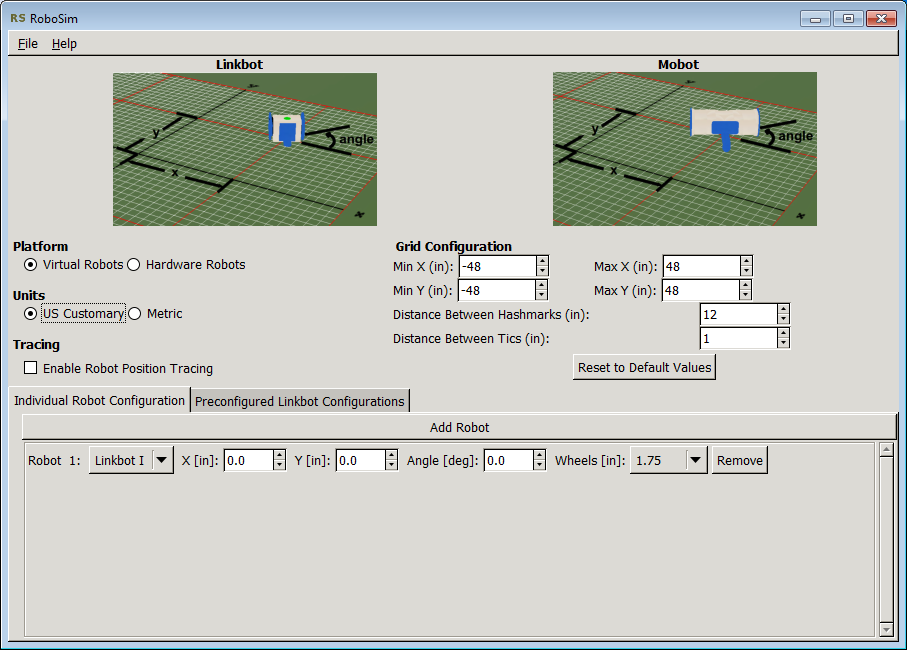 RS RoboSim
File Help
Linkbot Mobot
y x angle x
y x angle x
Platform
Virtual Robots Hardware Robots
Units
US Customary Metric
Tracing
Enable Robot Position Tracing
Grid Configuration
Min X (in): -48 Max X (in): 48
Min Y (in): -48 Max Y (in): 48
Distance Between Hashmarks (in): 12
Distance Between Tics (in): 1
Reset to Default Values
Individual Robot Configuration Preconfigured Linkbot Configurations
Add Robot
Robot 1: Linkbot I X [in]: 0.0 Y [in]: 0.0 Angle [deg]: 0.0 Wheels [in]: 1.75 Remove